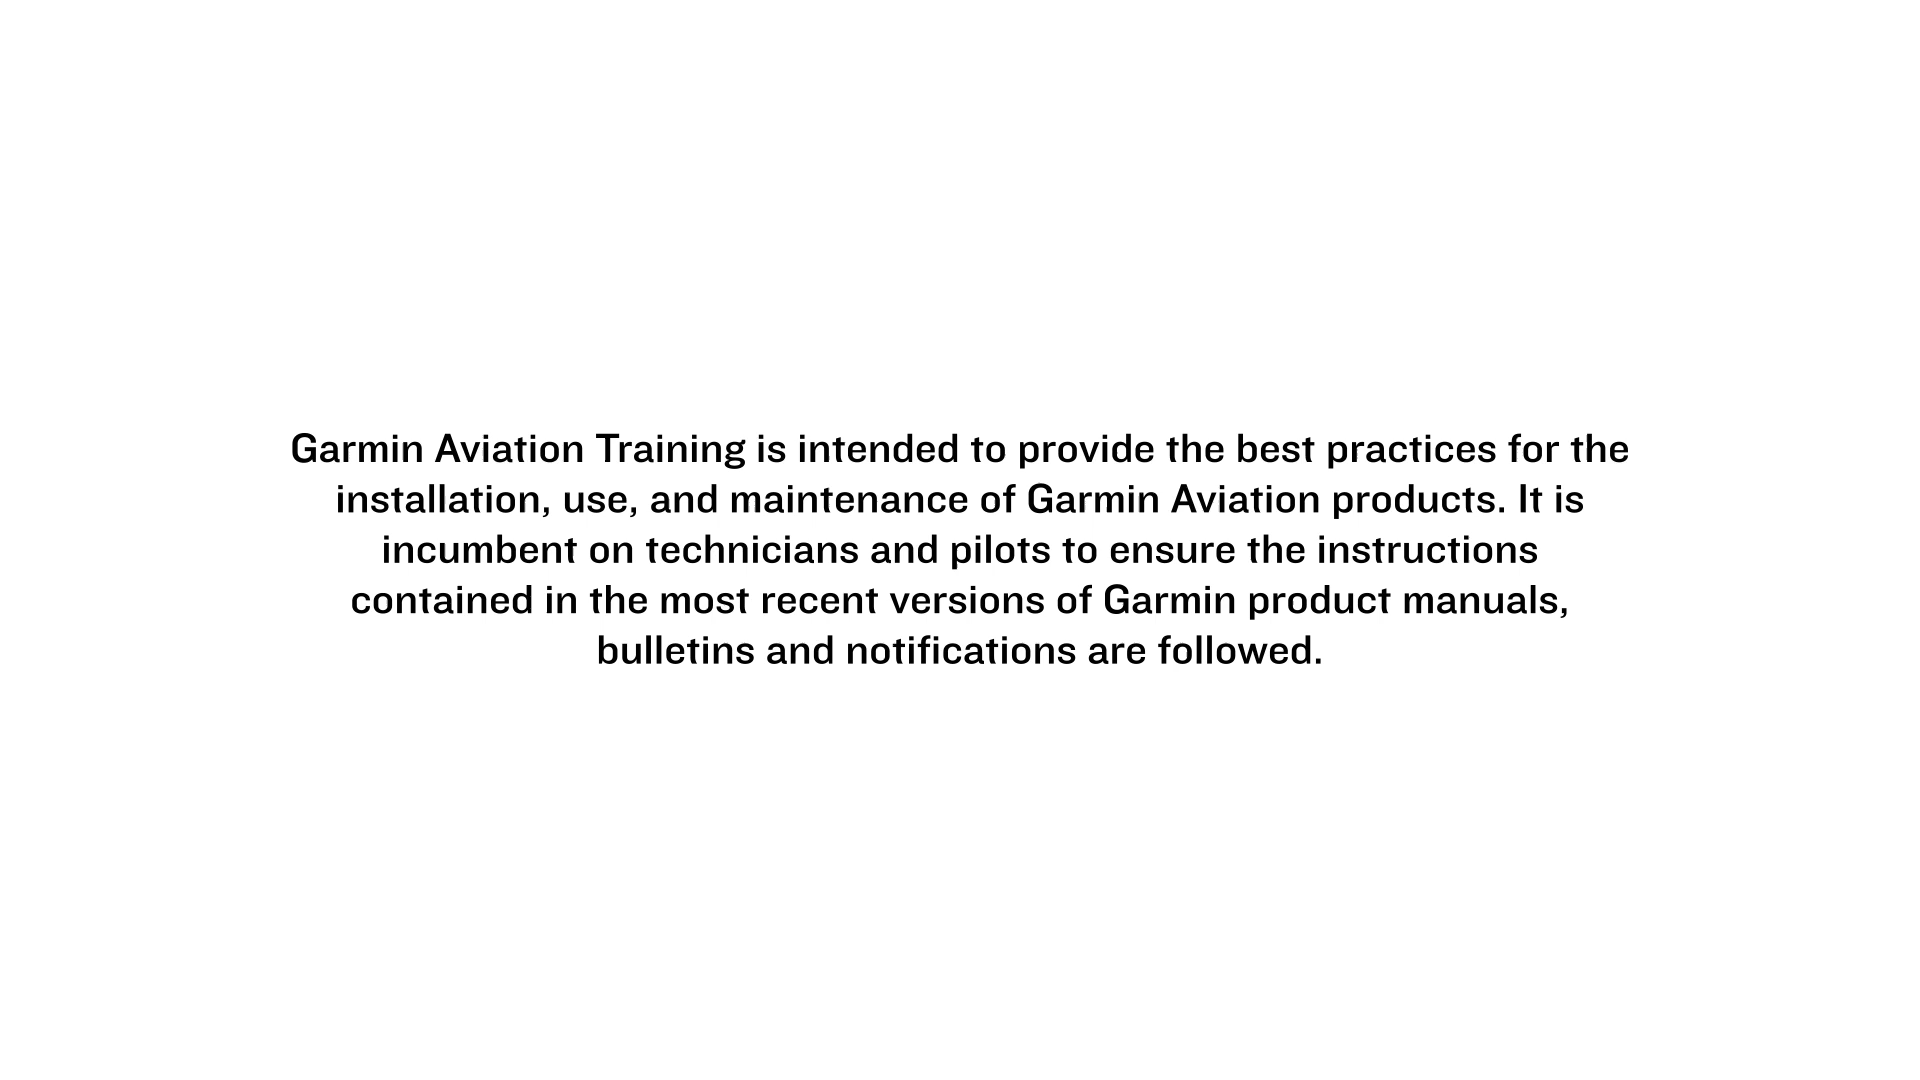 Garmin Aviation Training is intended to provide the best practices for the
installation, use, and maintenance of Garmin Aviation products. It is
incumbent on technicians and pilots to ensure the instructions
contained in the most recent versions of Garmin product manuals,
bulletins and notifications are followed.